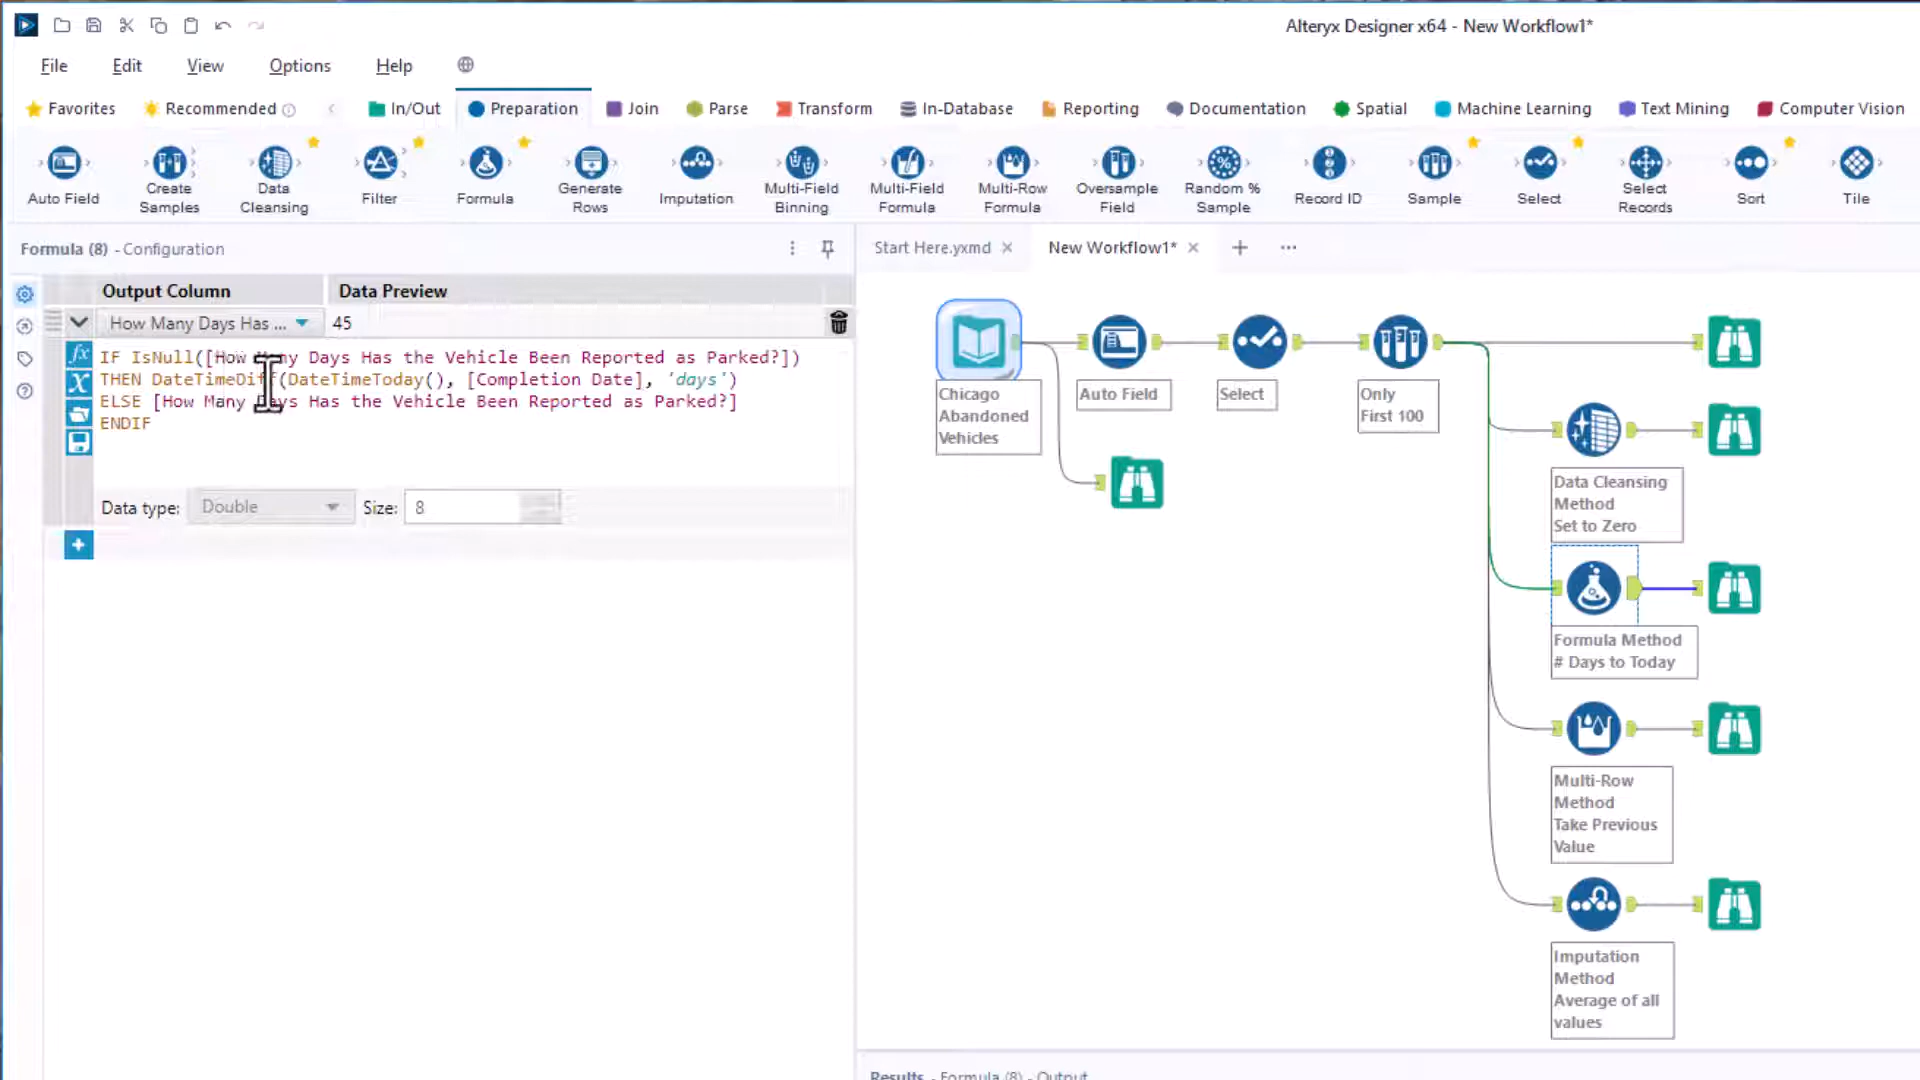 Alteryx Designer x64 - New Workflow1*
File Edit View Options Help
Favorites Recommended In/Out Preparation Join Parse Transform In-Database Reporting Documentation Spatial Machine Learning Text Mining Computer Vision
Auto Field
Create
Samples
Data
Cleansing
Filter
Formula
Generate
Rows
Imputation
Multi-Field
Binning
Multi-Field
Formula
Multi-Row
Formula
Oversample
Field
Random %
Sample
Record ID
Sample
Select
Select
Records
Sort
Tile
Formula (8) - Configuration
Start Here.yxmd
New Workflow1*
Output Column Data Preview
How Many Days Has ... 45
IF IsNull([How Many Days Has the Vehicle Been Reported as Parked?])
THEN DateTimeDiff(DateTimeToday(), [Completion Date], 'days')
ELSE [How Many Days Has the Vehicle Been Reported as Parked?]
ENDIF
Data type: Double Size: 8
Chicago
Abandoned
Vehicles
Auto Field
Select
Only
First 100
Data Cleansing
Method
Set to Zero
Formula Method
# Days to Today
Multi-Row
Method
Take Previous
Value
Imputation
Method
Average of all
values
Results - Formula (8) - Output